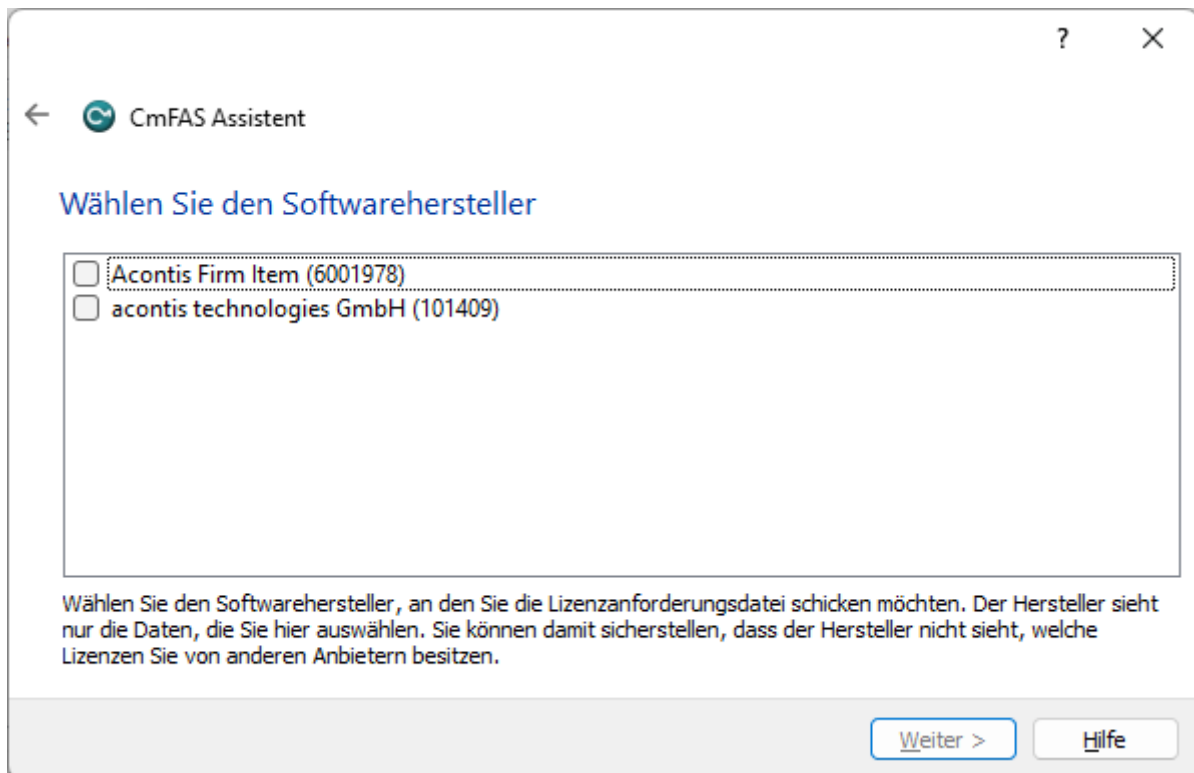 ?
CmFAS Assistent
Wählen Sie den Softwarehersteller
Acontis Firm Item (6001978)
acontis technologies GmbH (101409)
Wählen Sie den Softwarehersteller, an den Sie die Lizenzanforderungsdatei schicken möchten. Der Hersteller sieht
nur die Daten, die Sie hier auswählen. Sie können damit sicherstellen, dass der Hersteller nicht sieht, welche
Lizenzen Sie von anderen Anbietern besitzen.
Weiter >
Hilfe